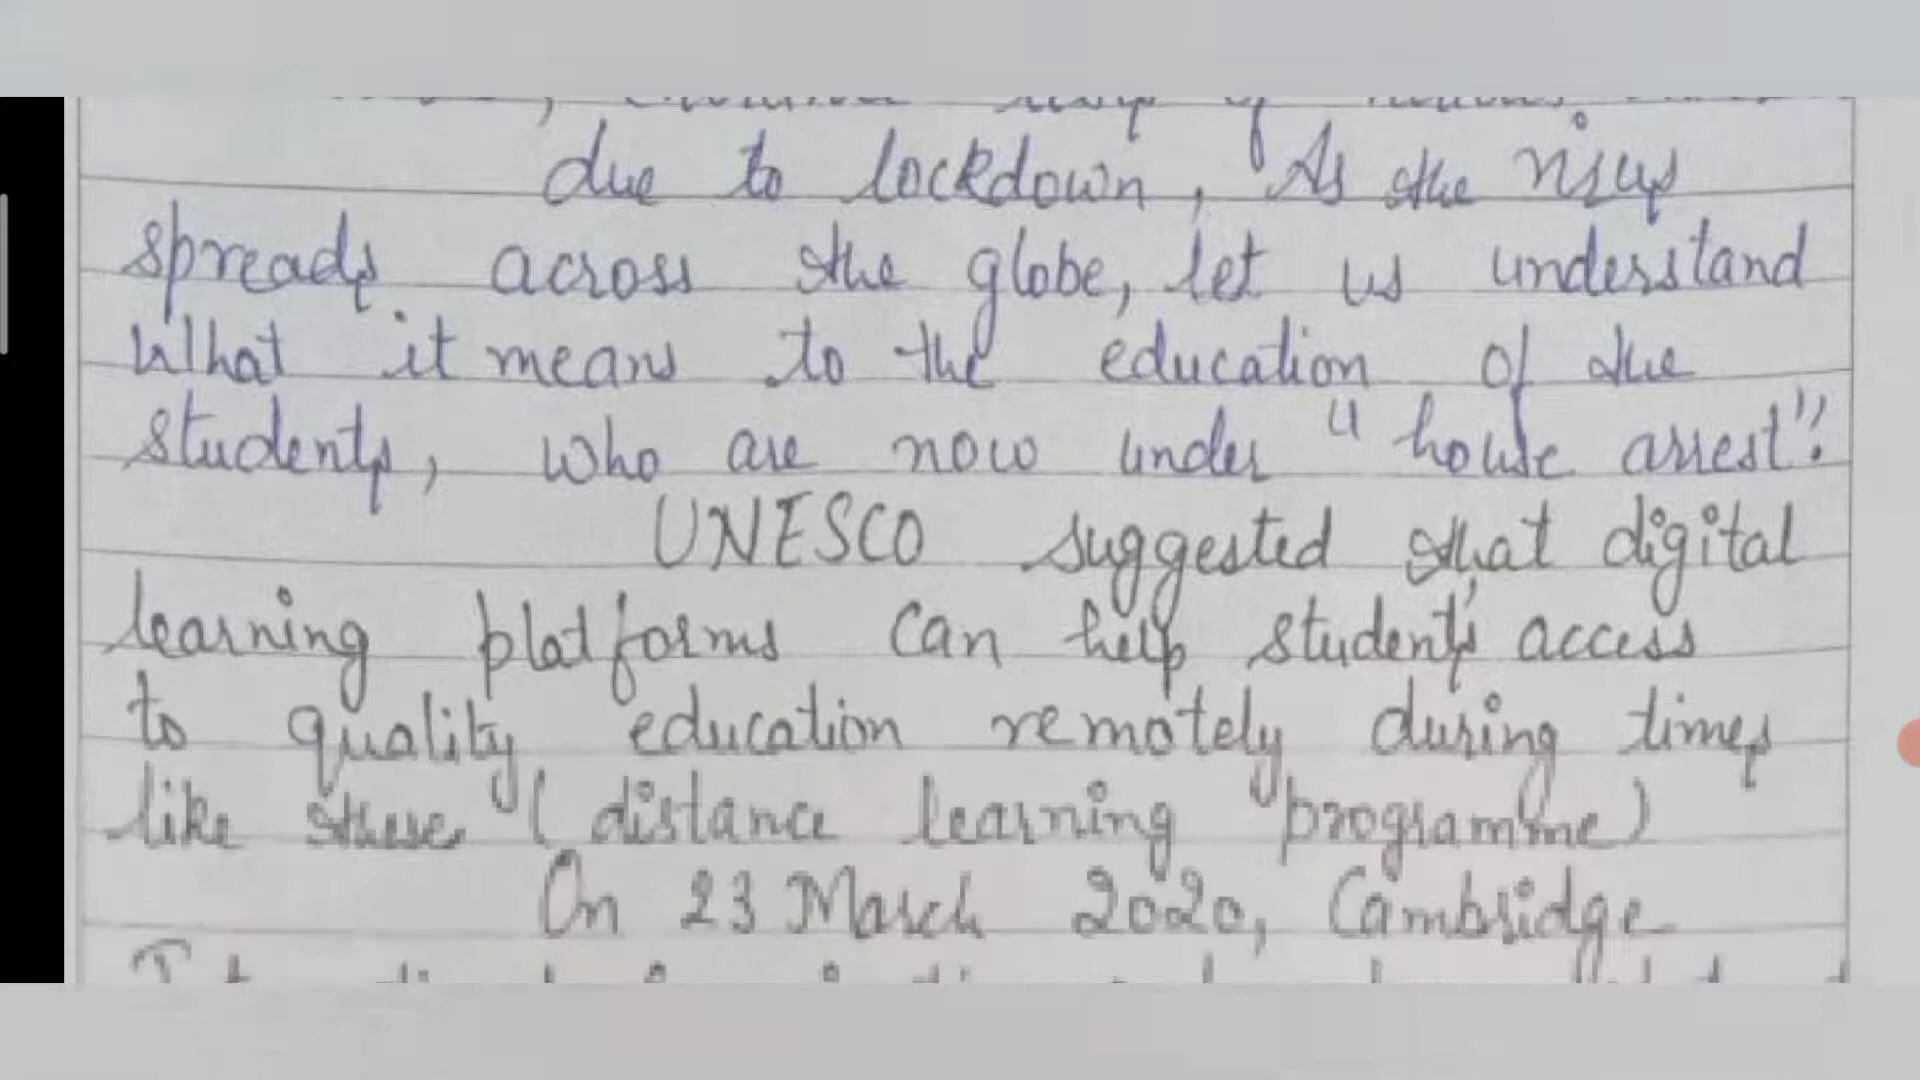 due to lockdown, As the risus
spreads across the globe, let us understand
What it means to the education of the
students, who are now under "house arrest".
UNESCO suggested that digital
learning platforms can help students access
to quality education remotely during times
like these (distance learning programme)
On 23 March 2020, Cambridge